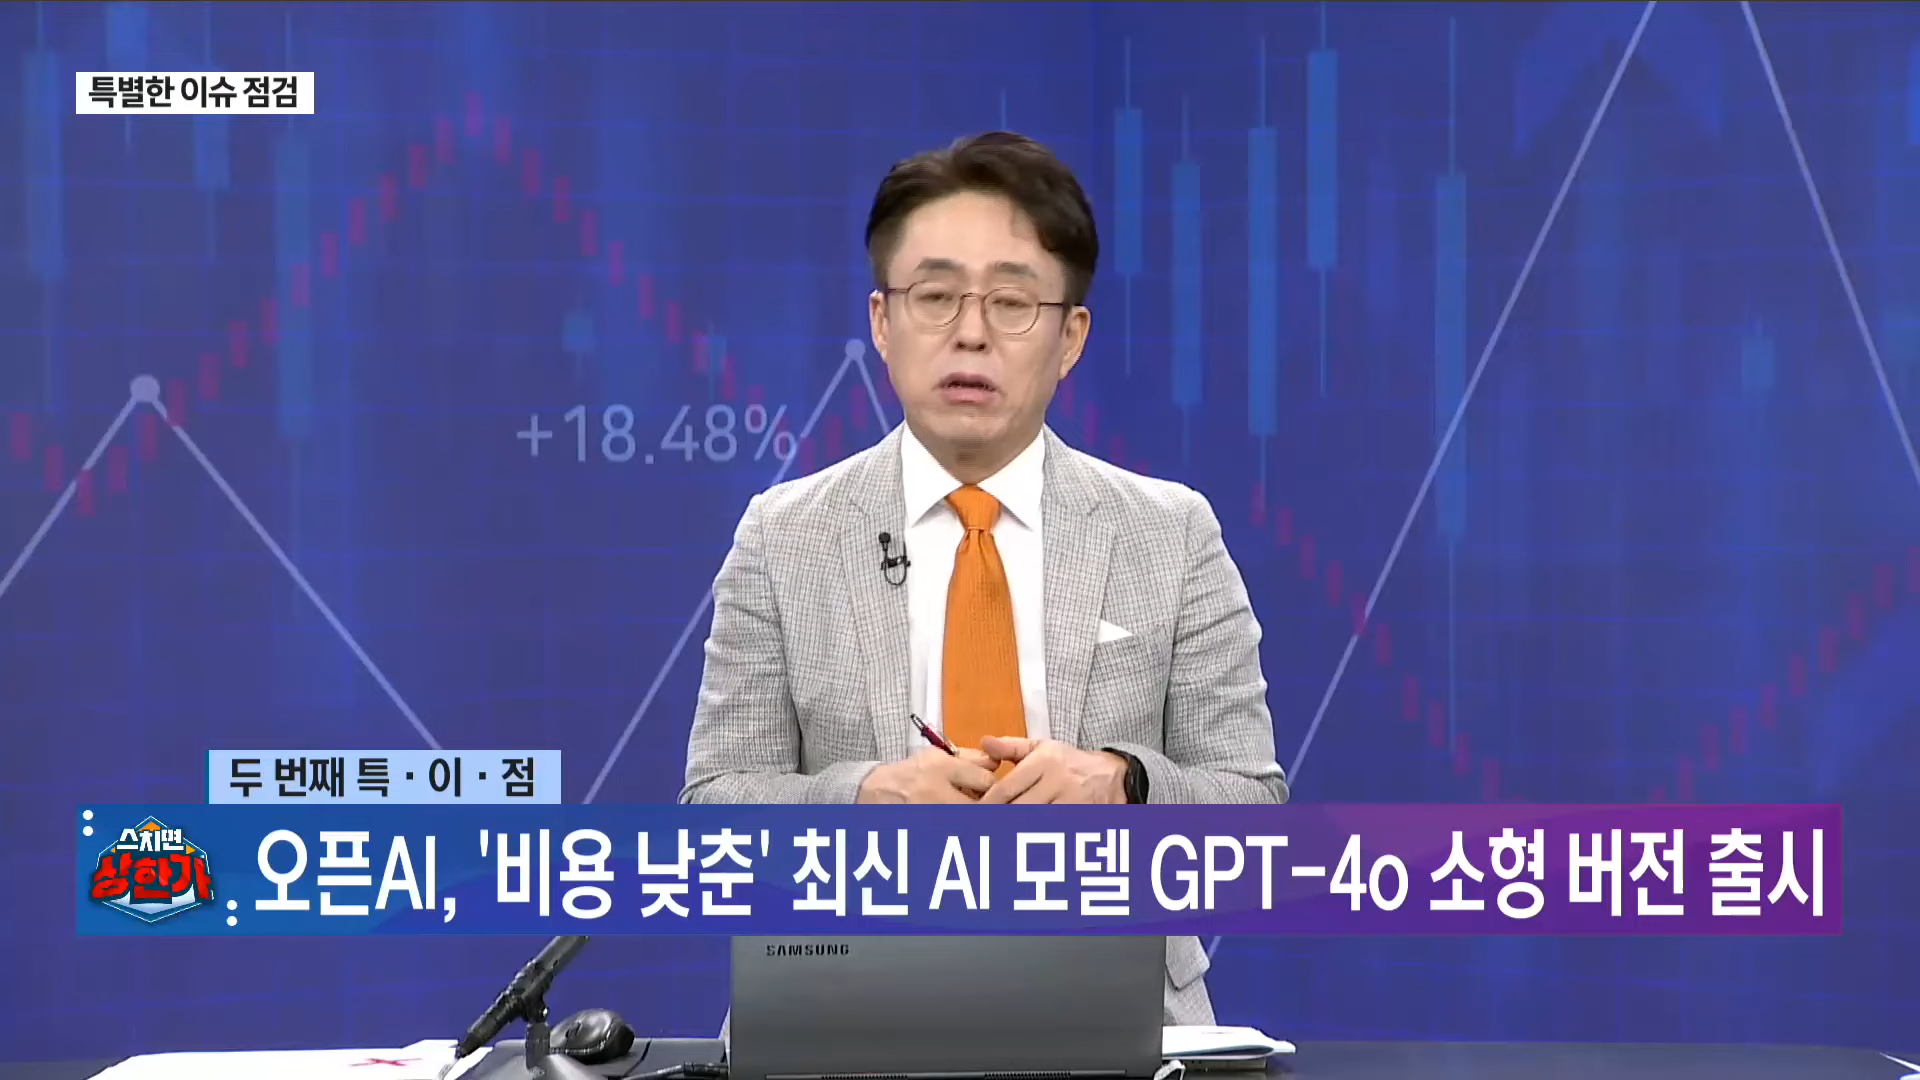 특별한 이슈 점검
+18.48%
두 번째 특·이·점
스치면
상한가
오픈AI, '비용 낮춘' 최신 AI 모델 GPT-4o 소형 버전 출시
SAMSUNG